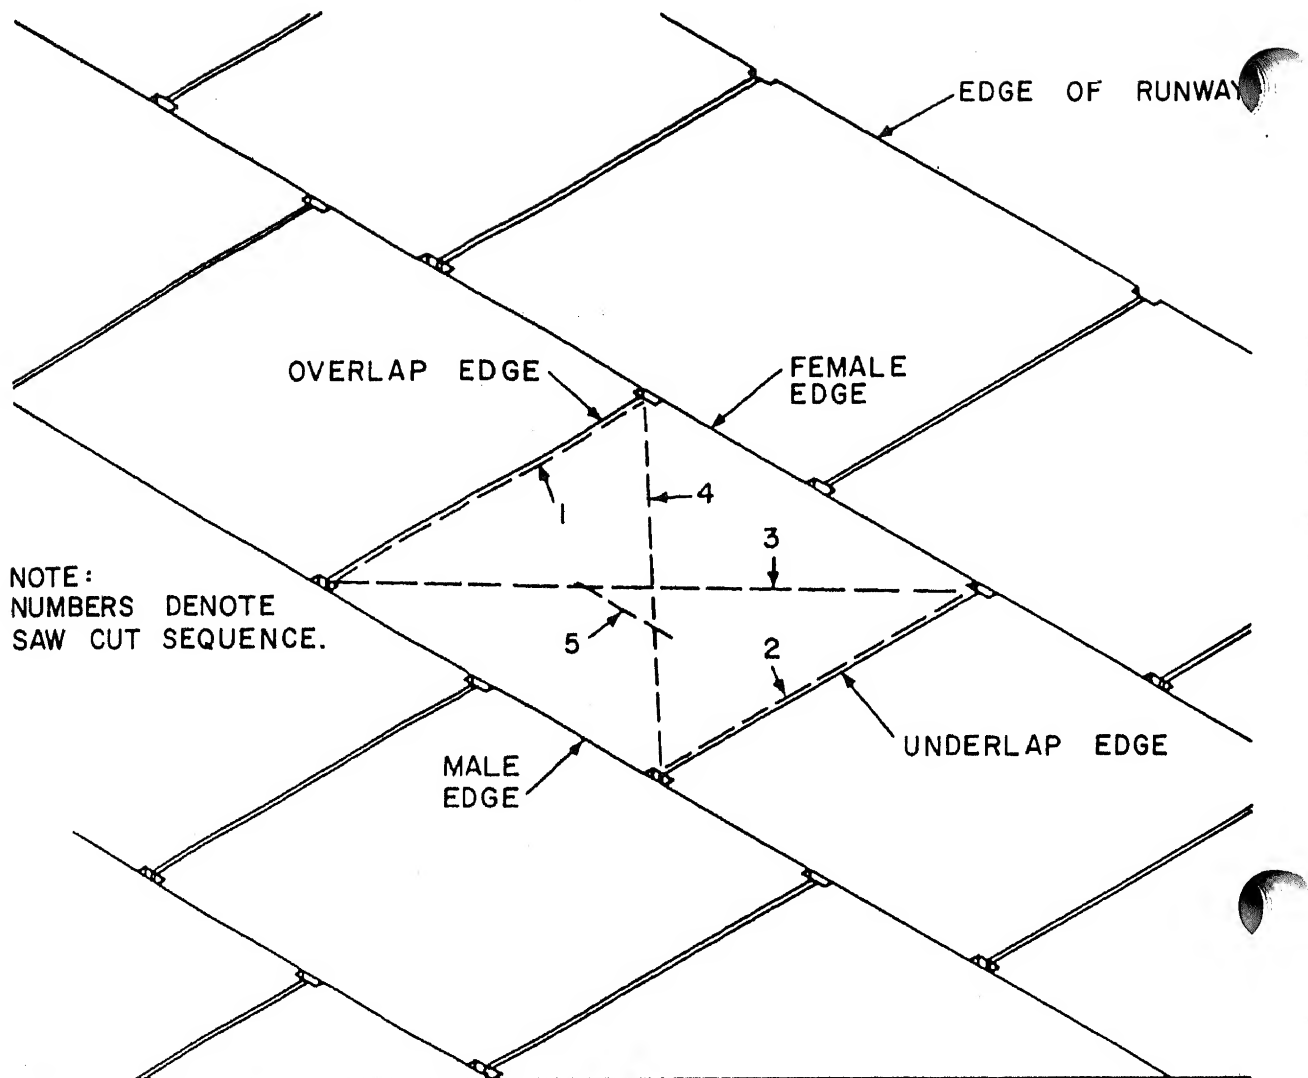 EDGE OF RUNWAY
OVERLAP EDGE
FEMALE
EDGE
1
4
3
NOTE:
NUMBERS DENOTE
SAW CUT SEQUENCE.
5
2
UNDERLAP EDGE
MALE
EDGE